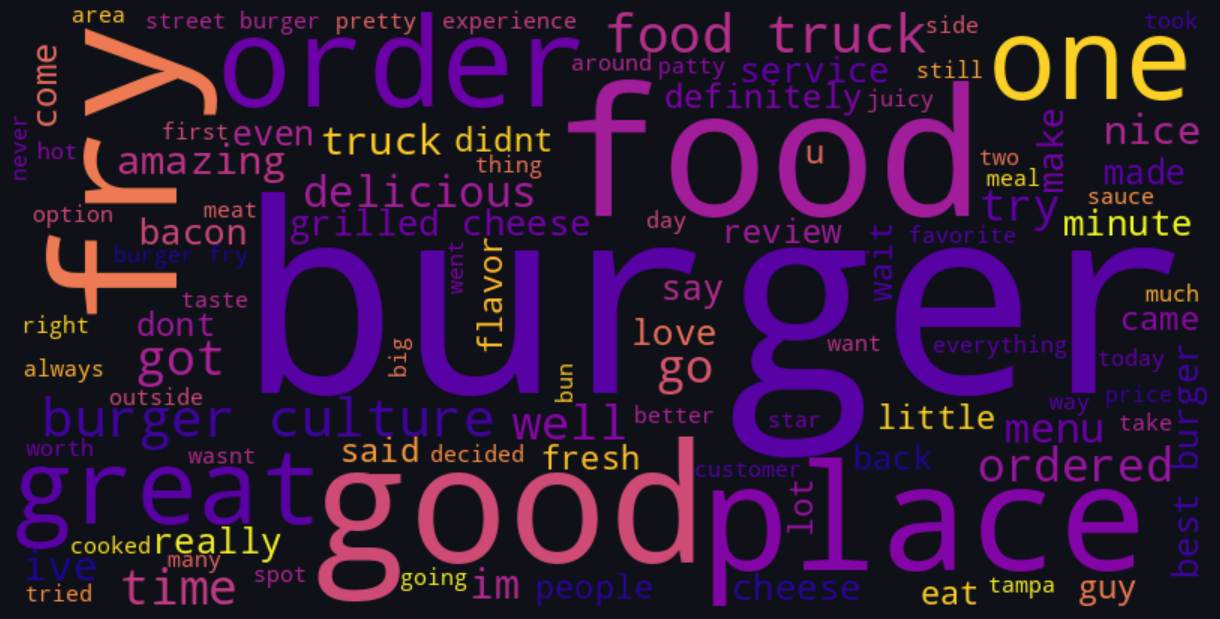 area
street burger
pretty
experience
food truck
side
took
come
fry
order
around
patty
service
still
one
definitely
juicy
never
hot
first
even
truck
didnt
food
u
make
nice
amazing
thing
two
meal
made
option
meat
delicious
try
sauce
bacon
grilled cheese
day
review
favorite
minute
burger fry
burger
went
flavor
wait
taste
say
much
right
dont
love
want
everything
came
always
got
big
go
today
outside
bun
way
price
best burger
burger culture
well
better
star
little
menu
take
worth
wasnt
said
decided
fresh
customer
back
ordered
great
good
place
lot
cooked
really
ive
many
tried
time
spot
going
im
people
cheese
eat
tampa
guy